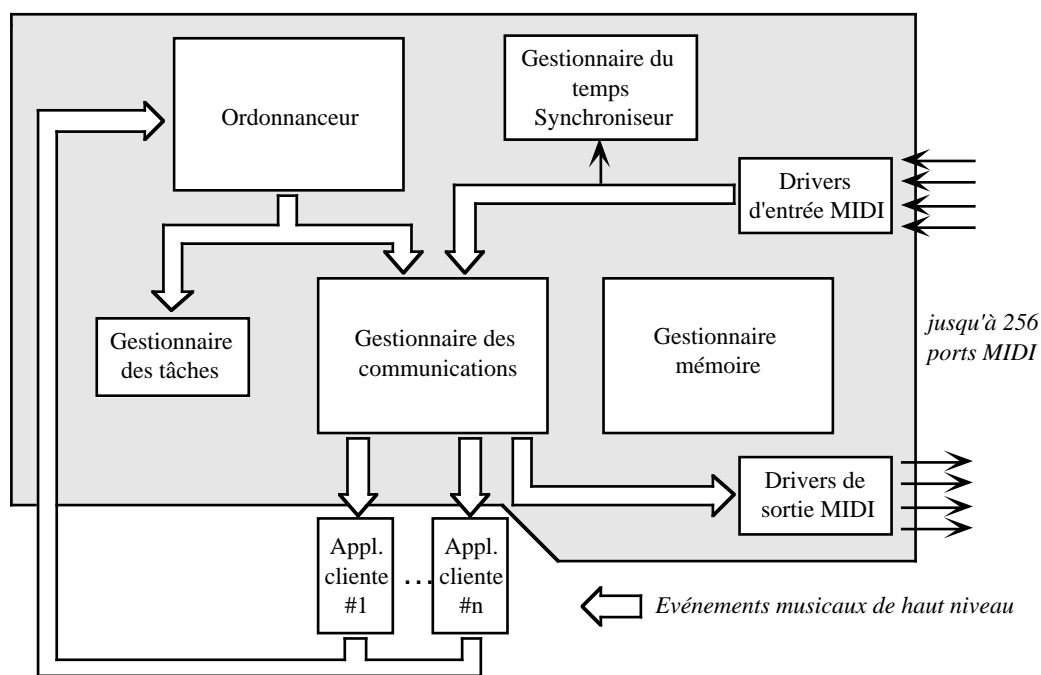 Gestionnaire du
temps
Synchroniseur
Ordonnanceur
Drivers
d'entrée MIDI
Gestionnaire
des tâches
Gestionnaire des
communications
Gestionnaire
mémoire
jusqu'à 256
ports MIDI
Drivers de
sortie MIDI
Appl.
cliente
#1
...
Appl.
cliente
#n
Evénements musicaux de haut niveau